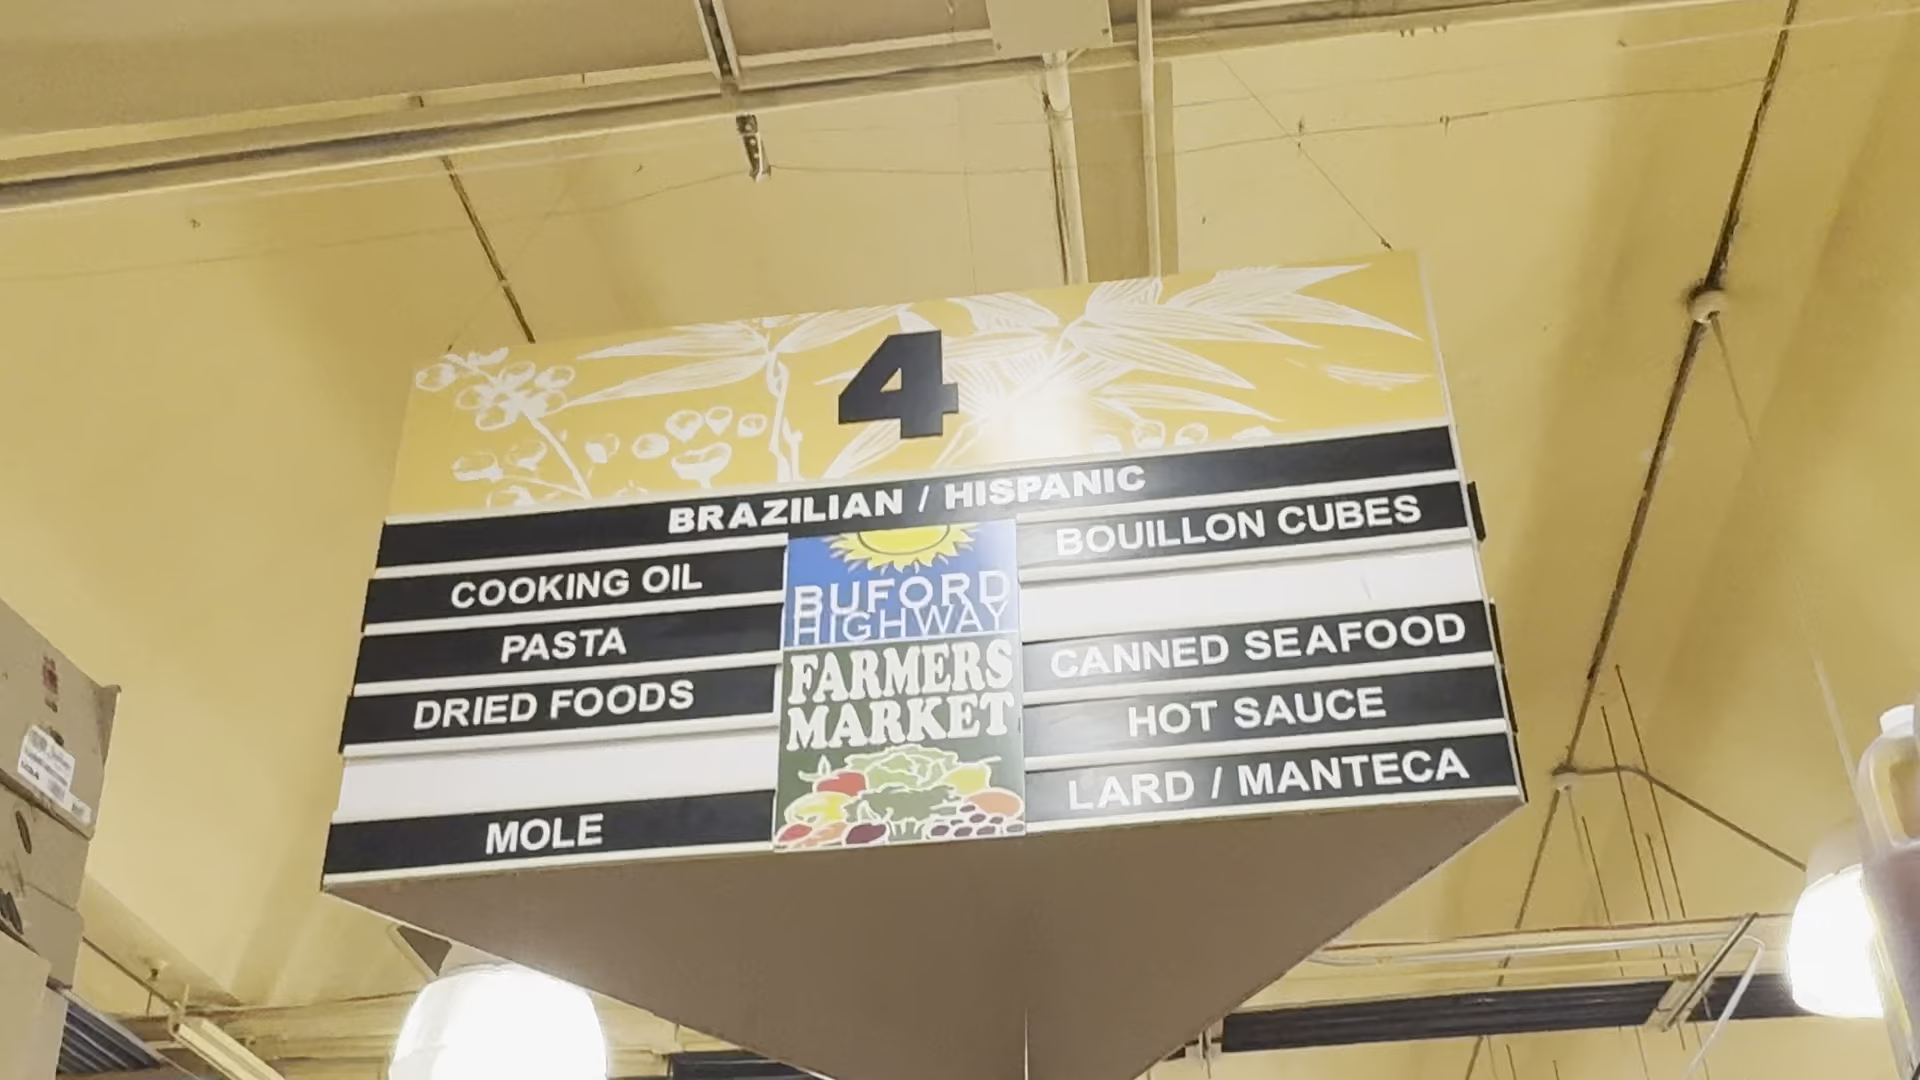 4
BRAZILIAN / HISPANIC
COOKING OIL
PASTA
DRIED FOODS
MOLE
BUFORD
HIGHWAY
FARMERS
MARKET
BOUILLON CUBES
CANNED SEAFOOD
HOT SAUCE
LARD / MANTECA